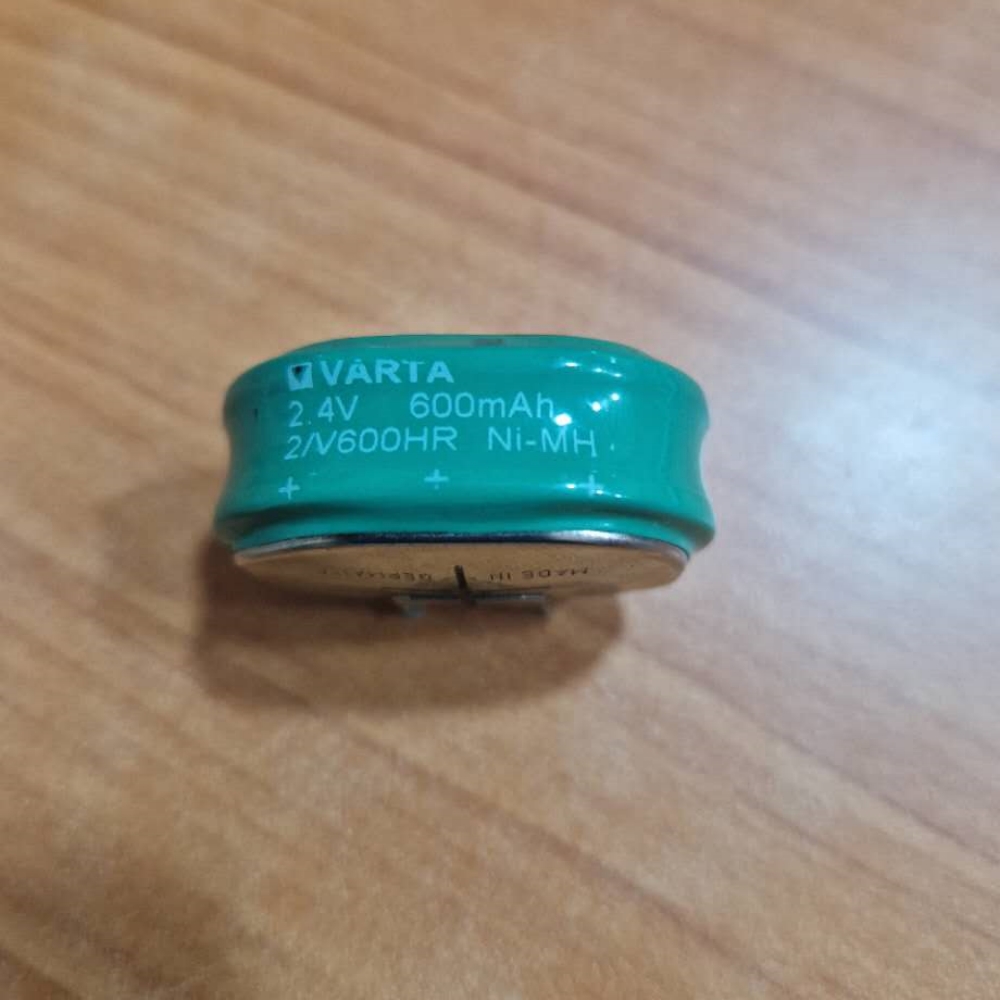 VARTA
2.4V 600mAh
2/V600HR Ni-MH
+ + +
MADE IN GERMANY